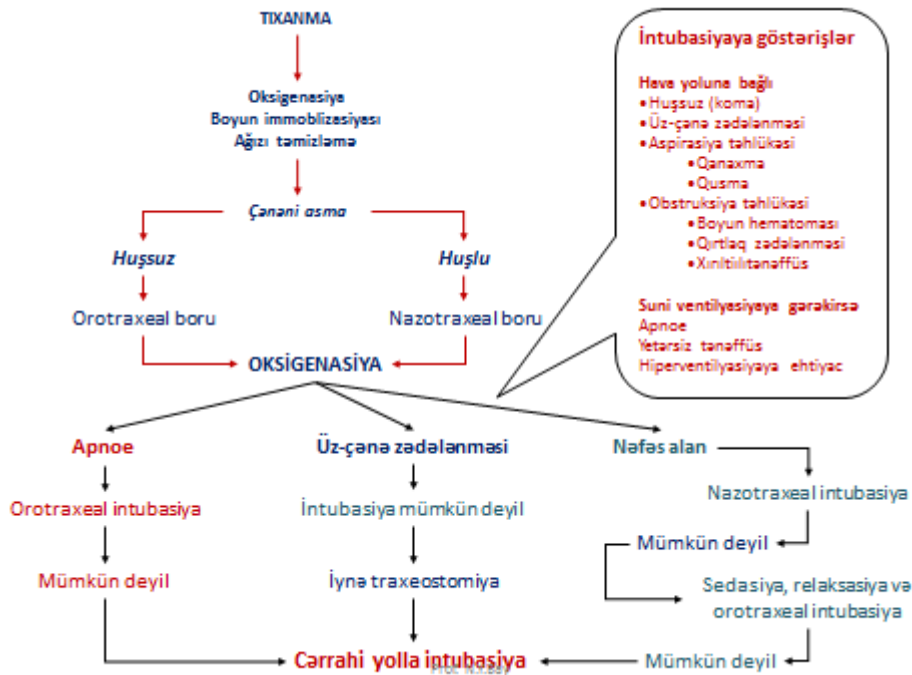 TIXANMA
Oksigenasiya
Boyun immoblizasiyası
Ağızı təmizləmə
Çənəni asma
Huşsuz
Huşlu
Orotraxeal boru
Nazotraxeal boru
OKSİGENASİYA
İntubasiyaya göstərişlər
Hava yoluna bağlı
•Huşsuz (koma)
•Üz-çənə zədələnməsi
•Aspirasiya təhlükəsi
•Qanaxma
•Qusma
•Obstruksiya təhlükəsi
•Boyun hematoması
•Qırtlaq zədələnməsi
•Xırıltılıtənəffüs
Suni ventilyasiyaya gərəkirsə
Apnoe
Yetərsiz tənəffüs
Hiperventilyasiyaya ehtiyac
Apnoe
Üz-çənə zədələnməsi
Nəfəs alan
Orotraxeal intubasiya
İntubasiya mümkün deyil
Nazotraxeal intubasiya
Mümkün deyil
Mümkün deyil
İynə traxeostomiya
Sedasiya, relaksasiya və
orotraxeal intubasiya
Cərrahi yolla intubasiya
Mümkün deyil